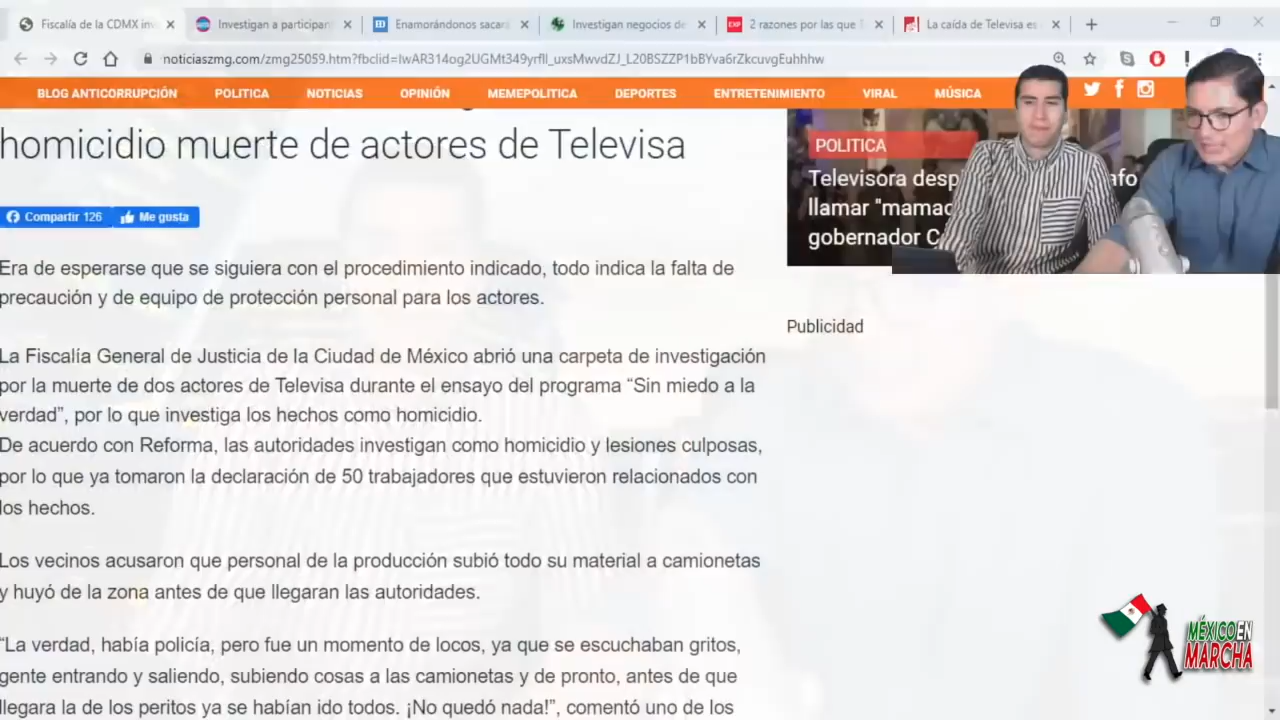 Fiscalía de la CDMX inv
Investigan a participan
Enamorándonos sacar
Investigan negocios de
EXP
2 razones por las que
La caída de Televisa es
noticiaszmg.com/zmg25059.htm?fbclid=IwAR314og2UGMt349yrfIl_uxsMwvdZJ_L20BSZZP1bBYva6rZkcuvgEuhhhw
BLOG ANTICORRUPCIÓN POLITICA NOTICIAS OPINIÓN MEMEPOLITICA DEPORTES ENTRETENIMIENTO VIRAL MÚSICA
homicidio muerte de actores de Televisa
Compartir 126 Me gusta
Era de esperarse que se siguiera con el procedimiento indicado, todo indica la falta de
precaución y de equipo de protección personal para los actores.
La Fiscalía General de Justicia de la Ciudad de México abrió una carpeta de investigación
por la muerte de dos actores de Televisa durante el ensayo del programa “Sin miedo a la
verdad”, por lo que investiga los hechos como homicidio.
De acuerdo con Reforma, las autoridades investigan como homicidio y lesiones culposas,
por lo que ya tomaron la declaración de 50 trabajadores que estuvieron relacionados con
los hechos.
Los vecinos acusaron que personal de la producción subió todo su material a camionetas
y huyó de la zona antes de que llegaran las autoridades.
“La verdad, había policía, pero fue un momento de locos, ya que se escuchaban gritos,
gente entrando y saliendo, subiendo cosas a las camionetas y de pronto, antes de que
llegara la de los peritos ya se habían ido todos. ¡No quedó nada!”, comentó uno de los
POLITICA
Televisora desp afo
llamar "mamac
gobernador C
Publicidad
MÉXICO EN
MARCHA